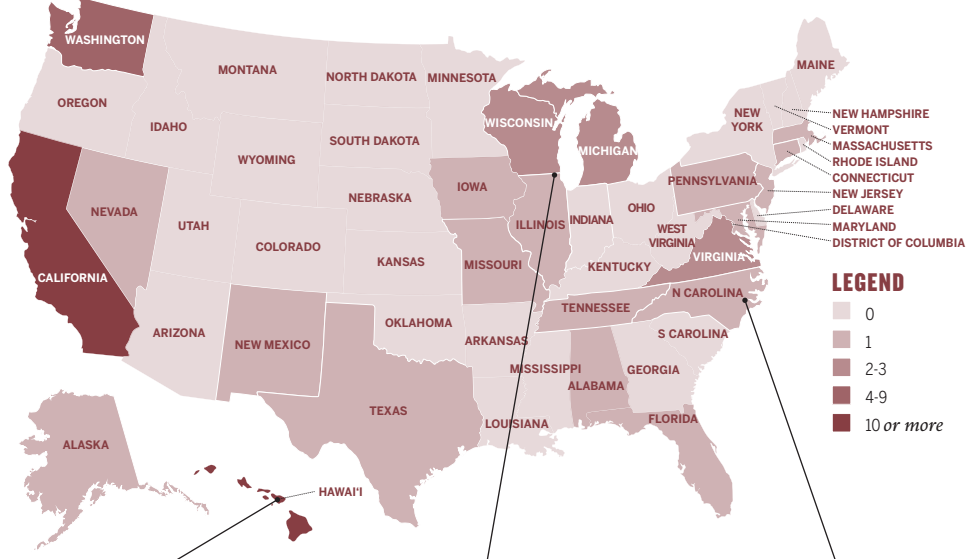 WASHINGTON
MONTANA
NORTH DAKOTA
MINNESOTA
MAINE
OREGON
IDAHO
SOUTH DAKOTA
WISCONSIN
MICHIGAN
NEW
YORK
NEW HAMPSHIRE
VERMONT
MASSACHUSETTS
RHODE ISLAND
CONNECTICUT
NEW JERSEY
DELAWARE
MARYLAND
DISTRICT OF COLUMBIA
WYOMING
NEBRASKA
IOWA
PENNSYLVANIA
NEVADA
UTAH
COLORADO
KANSAS
MISSOURI
ILLINOIS
INDIANA
OHIO
WEST
VIRGINIA
VIRGINIA
KENTUCKY
CALIFORNIA
ARIZONA
NEW MEXICO
OKLAHOMA
ARKANSAS
TENNESSEE
N CAROLINA
S CAROLINA
MISSISSIPPI
ALABAMA
GEORGIA
TEXAS
LOUISIANA
FLORIDA
ALASKA
HAWAI‘I
LEGEND
0
1
2-3
4-9
10 or more